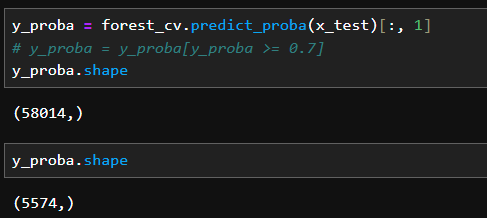 y_proba = forest_cv.predict_proba(x_test)[:, 1]
# y_proba = y_proba[y_proba >= 0.7]
y_proba.shape
(58014,)
y_proba.shape
(5574,)